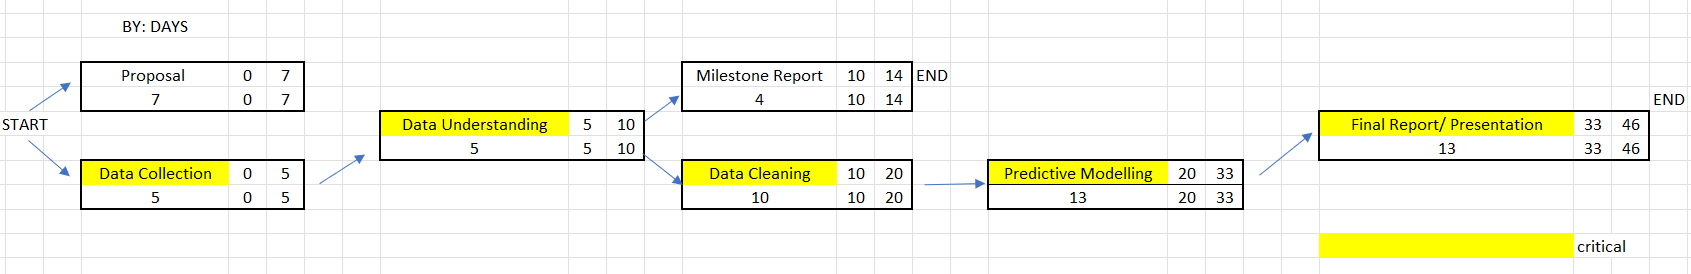 BY: DAYS
Proposal 0 7
7 0 7
Milestone Report 10 14 END
4 10 14
START
Data Understanding 5 10
5 5 10
END
Final Report/ Presentation 33 46
13 33 46
Data Collection 0 5
5 0 5
Data Cleaning 10 20
10 10 20
Predictive Modelling 20 33
13 20 33
critical